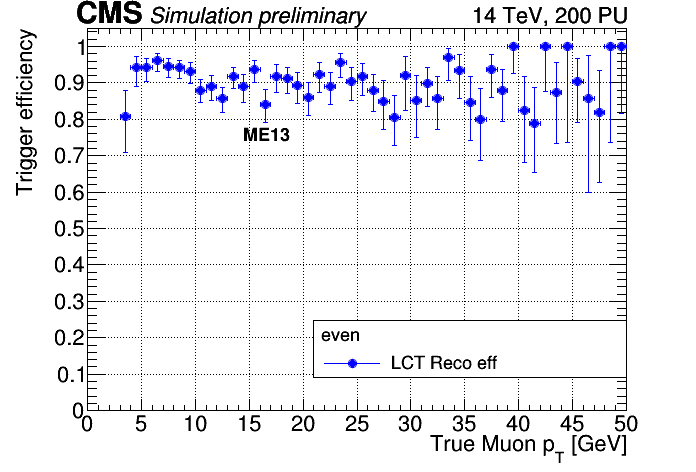 CMS Simulation preliminary 14 TeV, 200 PU
Trigger efficiency
1
0.9
0.8
0.7
0.6
0.5
0.4
0.3
0.2
0.1
0
ME13
even
LCT Reco eff
0 5 10 15 20 25 30 35 40 45 50
True Muon p_T [GeV]